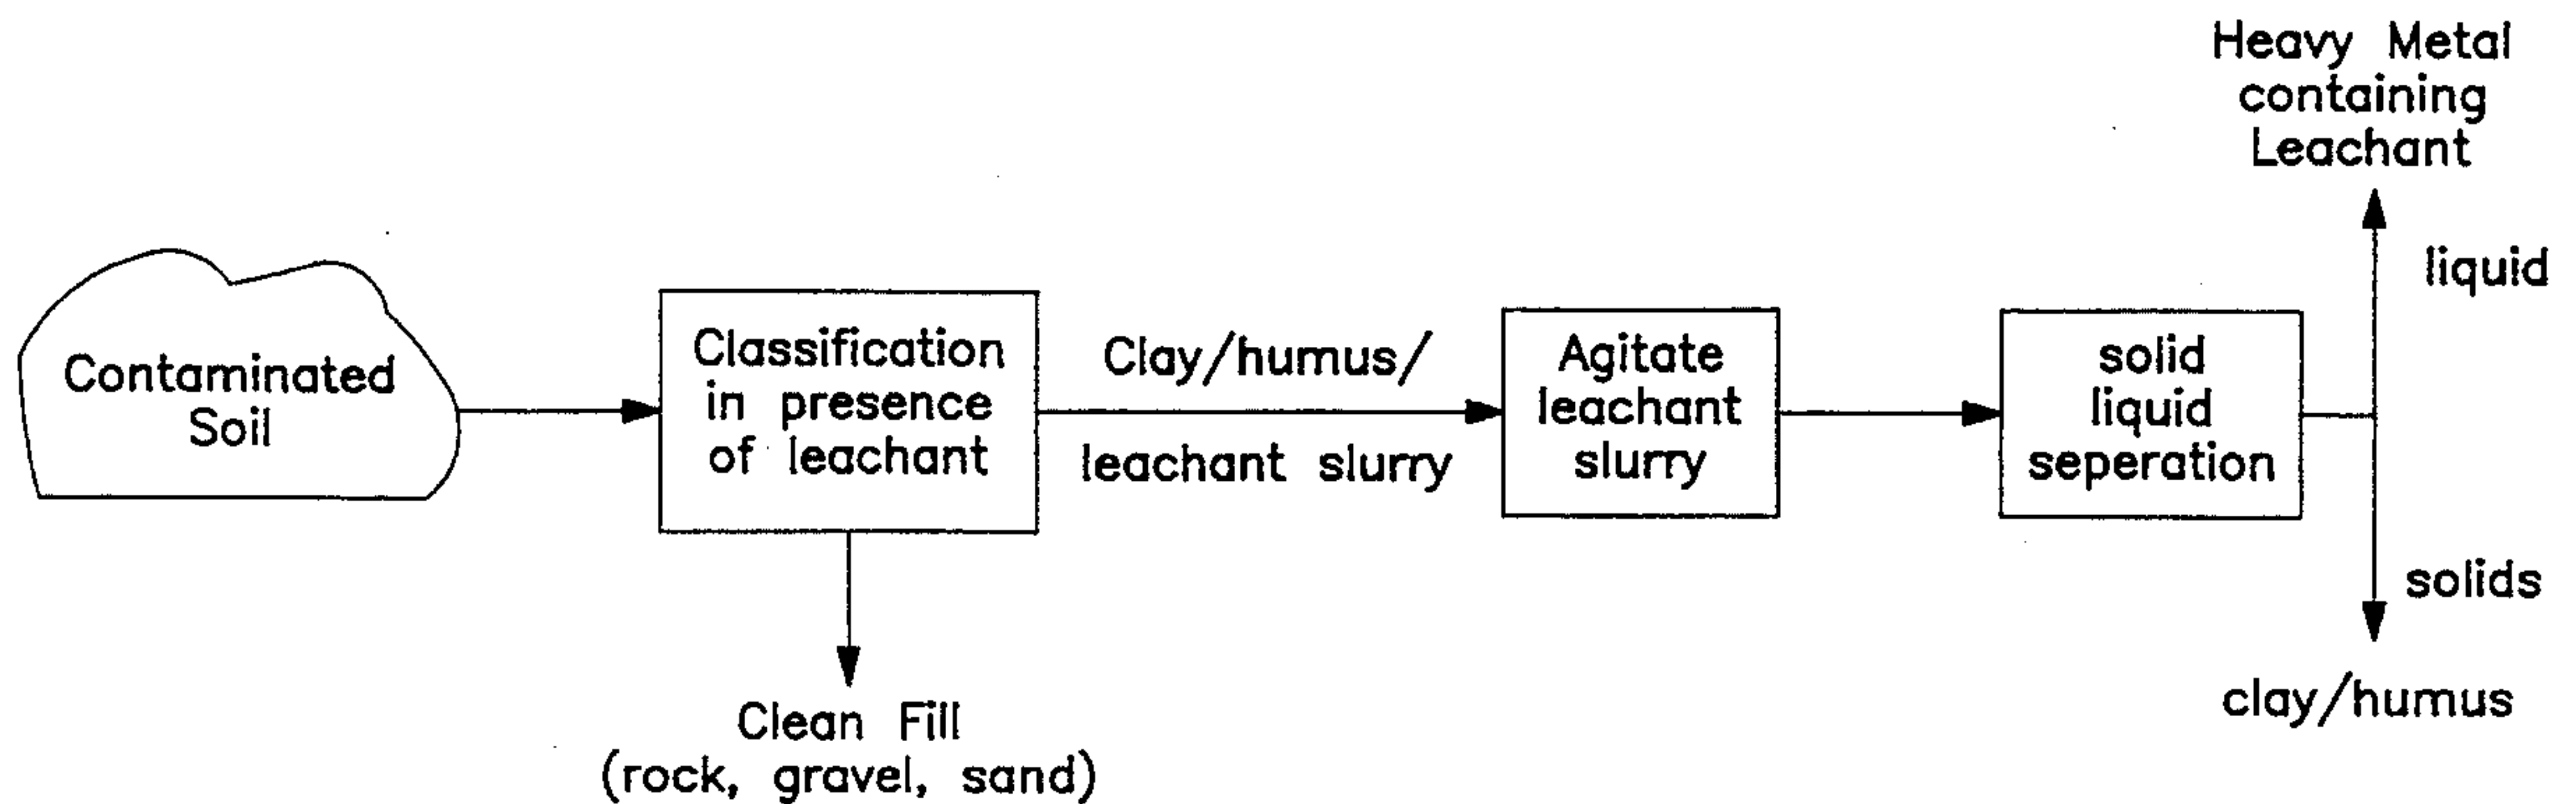 Contaminated
Soil
Classification
in presence
of leachant
Clean Fill
(rock, gravel, sand)
Clay/humus/
leachant slurry
Agitate
leachant
slurry
solid
liquid
seperation
Heavy Metal
containing
Leachant
liquid
solids
clay/humus